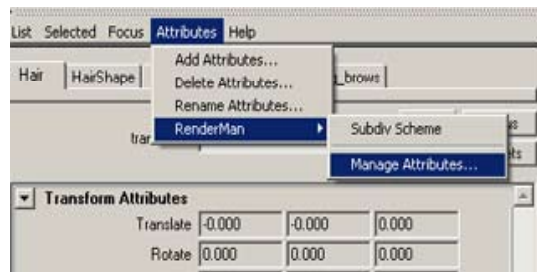 List Selected Focus Attributes Help
Add Attributes...
Hair HairShape
Delete Attributes...
Rename Attributes...
RenderMan
Subdiv Scheme
Manage Attributes...
Transform Attributes
Translate -0.000 -0.000 0.000
Rotate 0.000 0.000 0.000